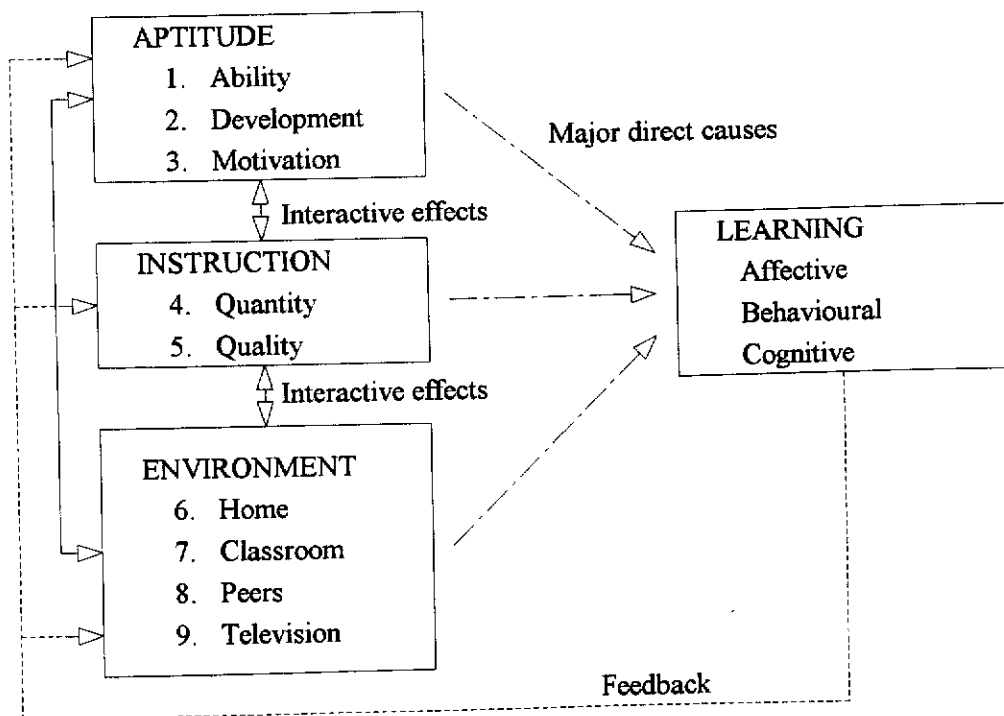 APTITUDE
1. Ability
2. Development
3. Motivation
Major direct causes
Interactive effects
INSTRUCTION
4. Quantity
5. Quality
LEARNING
Affective
Behavioural
Cognitive
Interactive effects
ENVIRONMENT
6. Home
7. Classroom
8. Peers
9. Television
Feedback